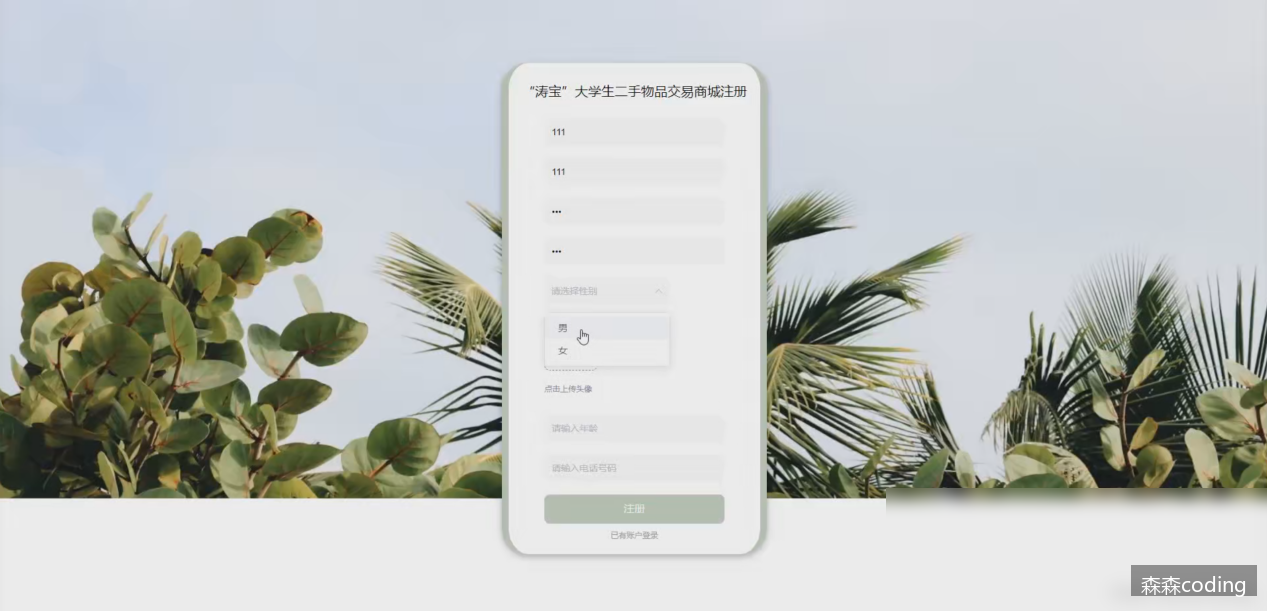 “涛宝”大学生二手物品交易商城注册
111
111
•••
•••
请选择性别
男
女
点击上传头像
请输入年龄
请输入电话号码
注册
已有账户登录
森森coding